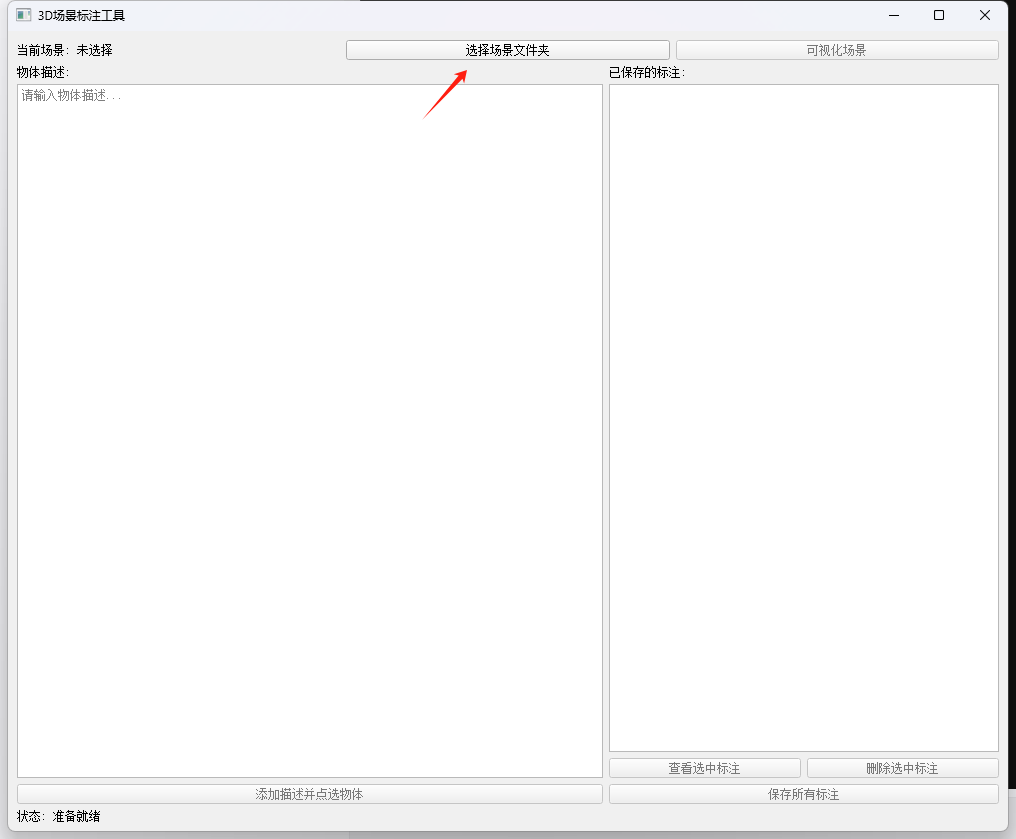 3D场景标注工具
当前场景: 未选择
选择场景文件夹
可视化场景
物体描述:
已保存的标注:
请输入物体描述...
查看选中标注
删除选中标注
添加描述并点选物体
保存所有标注
状态: 准备就绪